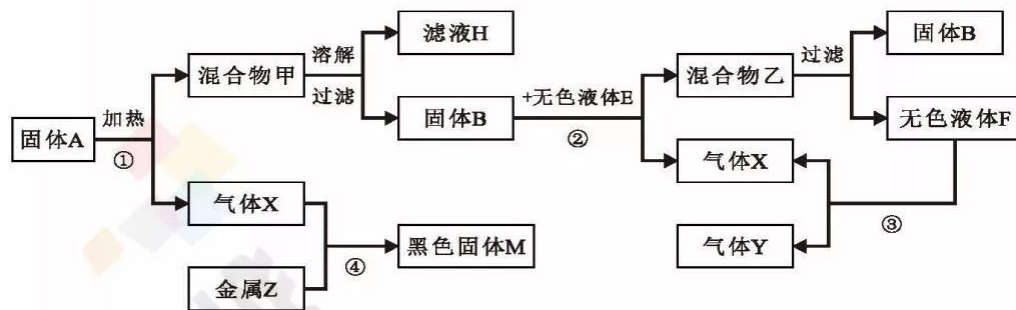 固体A
加热
①
混合物甲
溶解
过滤
滤液H
固体B
+无色液体E
②
混合物乙
过滤
固体B
无色液体F
气体X
③
气体Y
气体X
金属Z
④
黑色固体M